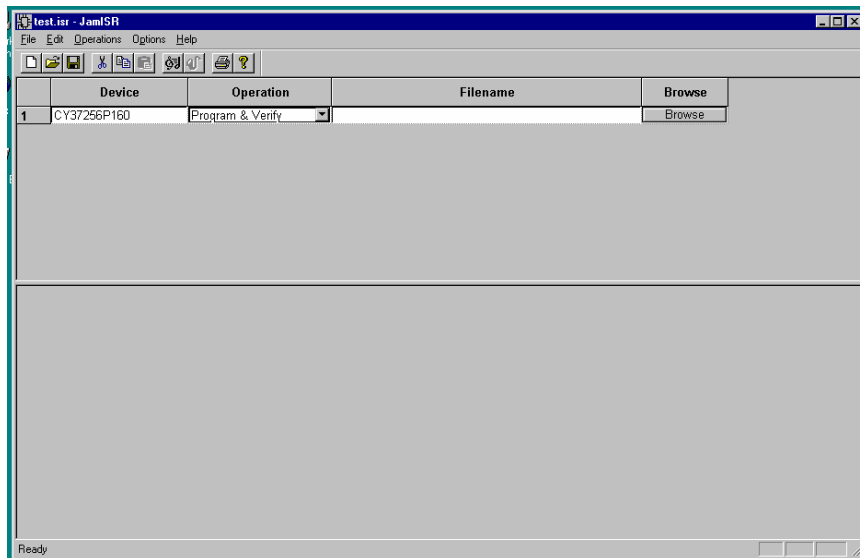 test.isr - JamISR
File Edit Operations Options Help
Device Operation Filename Browse
1 CY37256P160 Program & Verify Browse
Ready